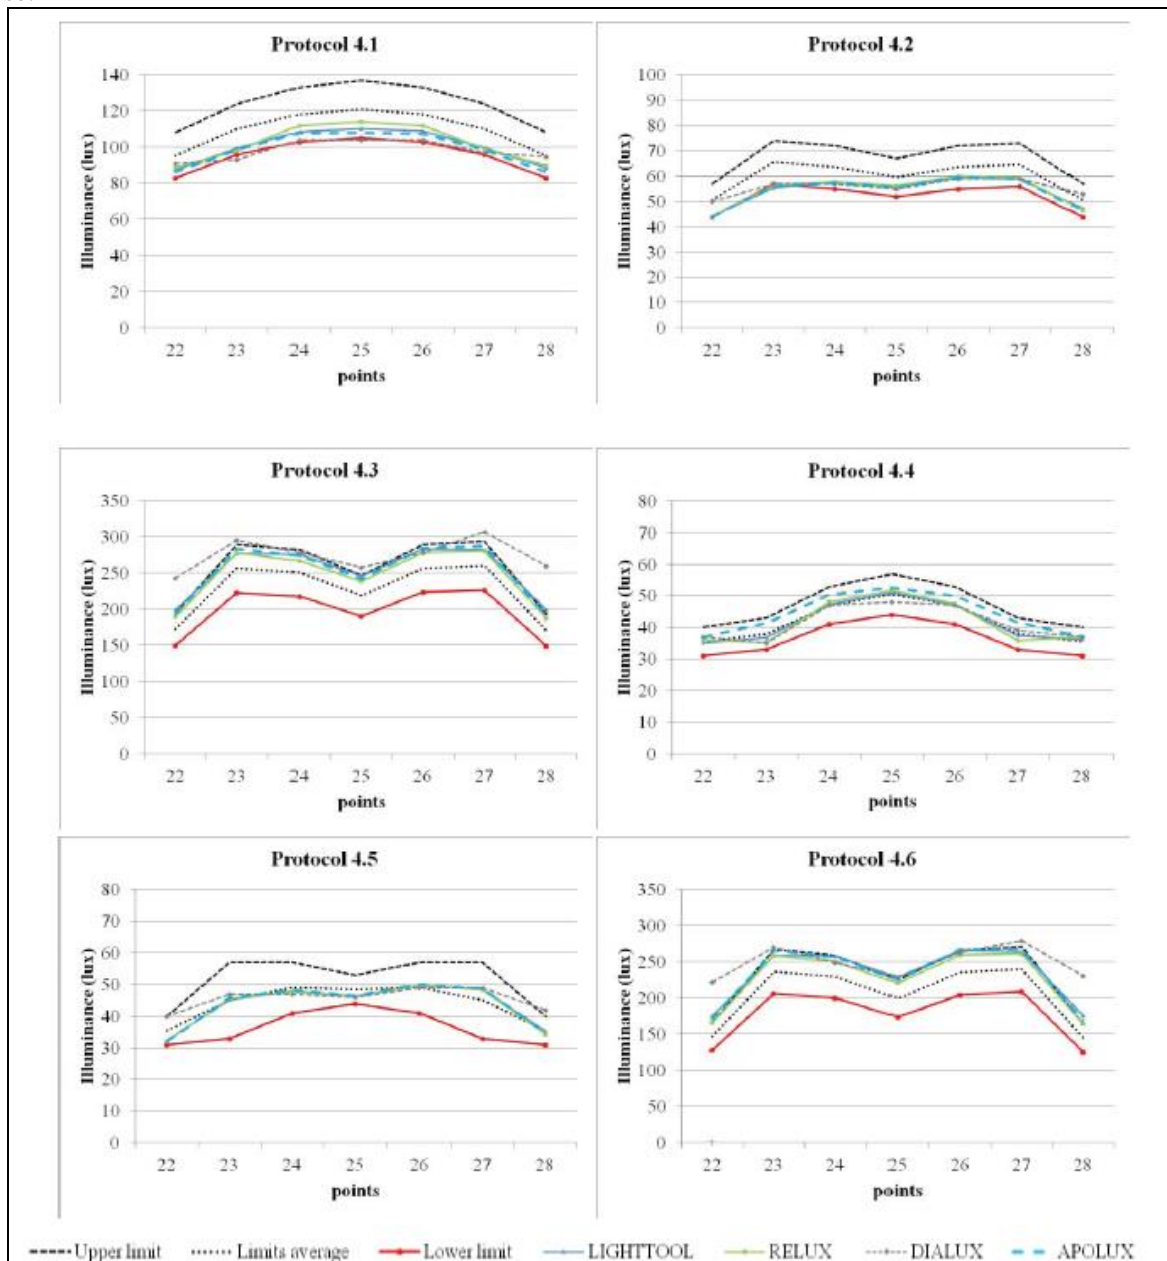 Protocol 4.1
140
120
100
80
60
40
20
0
Illuminance (lux)
22 23 24 25 26 27 28
points
Protocol 4.2
100
90
80
70
60
50
40
30
20
10
0
Illuminance (lux)
22 23 24 25 26 27 28
points
Protocol 4.3
350
300
250
200
150
100
50
0
Illuminance (lux)
22 23 24 25 26 27 28
points
Protocol 4.4
80
70
60
50
40
30
20
10
0
Illuminance (lux)
22 23 24 25 26 27 28
points
Protocol 4.5
80
70
60
50
40
30
20
10
0
Illuminance (lux)
22 23 24 25 26 27 28
points
Protocol 4.6
350
300
250
200
150
100
50
0
Illuminance (lux)
22 23 24 25 26 27 28
points
Upper limit Limits average Lower limit LIGHTTOOL RELUX DIALUX APOLUX